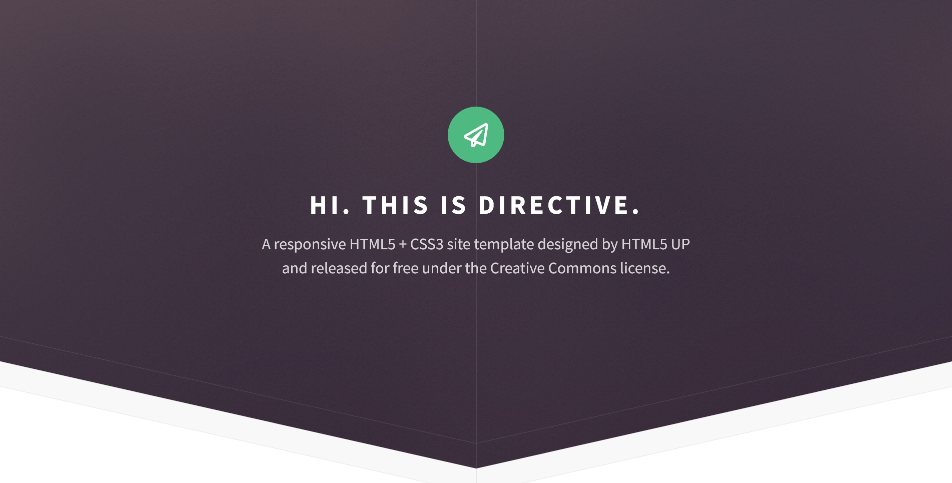 HI. THIS IS DIRECTIVE.
A responsive HTML5 + CSS3 site template designed by HTML5 UP
and released for free under the Creative Commons license.